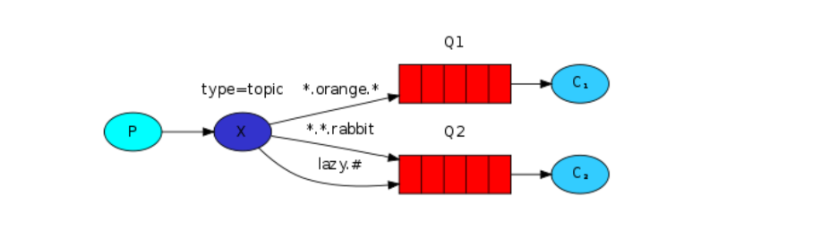 Q1
C₁
type=topic *.orange.*
P X *.*.rabbit Q2
lazy.#
C₂